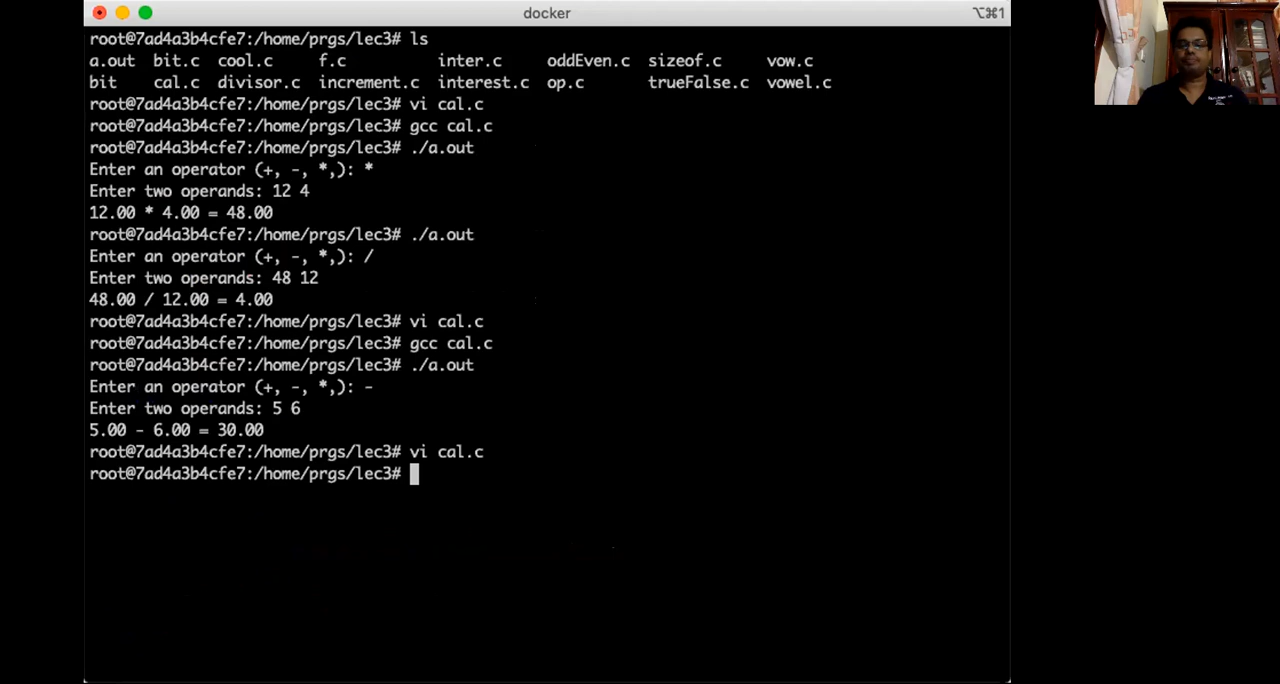 docker
⌥⌘1
root@7ad4a3b4cfe7:/home/prgs/lec3# ls
a.out bit.c cool.c f.c inter.c oddEven.c sizeof.c vow.c
bit cal.c divisor.c increment.c interest.c op.c trueFalse.c vowel.c
root@7ad4a3b4cfe7:/home/prgs/lec3# vi cal.c
root@7ad4a3b4cfe7:/home/prgs/lec3# gcc cal.c
root@7ad4a3b4cfe7:/home/prgs/lec3# ./a.out
Enter an operator (+, -, *,): *
Enter two operands: 12 4
12.00 * 4.00 = 48.00
root@7ad4a3b4cfe7:/home/prgs/lec3# ./a.out
Enter an operator (+, -, *,): /
Enter two operands: 48 12
48.00 / 12.00 = 4.00
root@7ad4a3b4cfe7:/home/prgs/lec3# vi cal.c
root@7ad4a3b4cfe7:/home/prgs/lec3# gcc cal.c
root@7ad4a3b4cfe7:/home/prgs/lec3# ./a.out
Enter an operator (+, -, *,): -
Enter two operands: 5 6
5.00 - 6.00 = 30.00
root@7ad4a3b4cfe7:/home/prgs/lec3# vi cal.c
root@7ad4a3b4cfe7:/home/prgs/lec3#